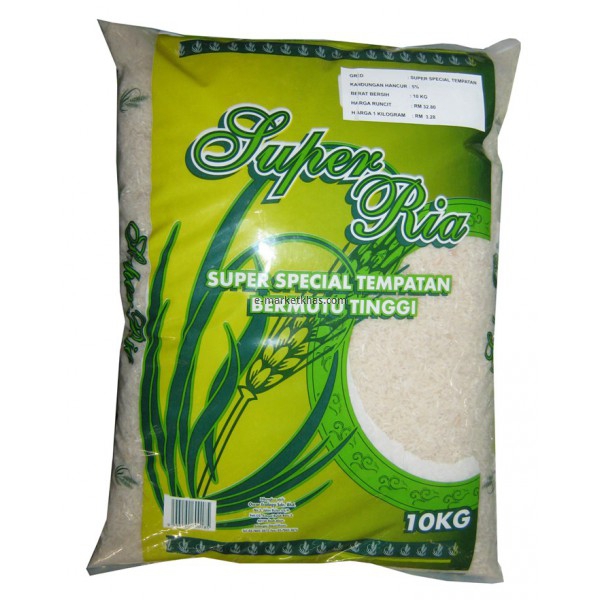 GRED : SUPER SPECIAL TEMPATAN
KANDUNGAN HANCUR : 5%
BERAT BERSIH : 10 KG
HARGA RUNCIT : RM 32.80
HARGA 1 KILOGRAM : RM 3.28
Super
Ria
SUPER SPECIAL TEMPATAN
BERMUTU TINGGI
e-marketkhas.com
10KG